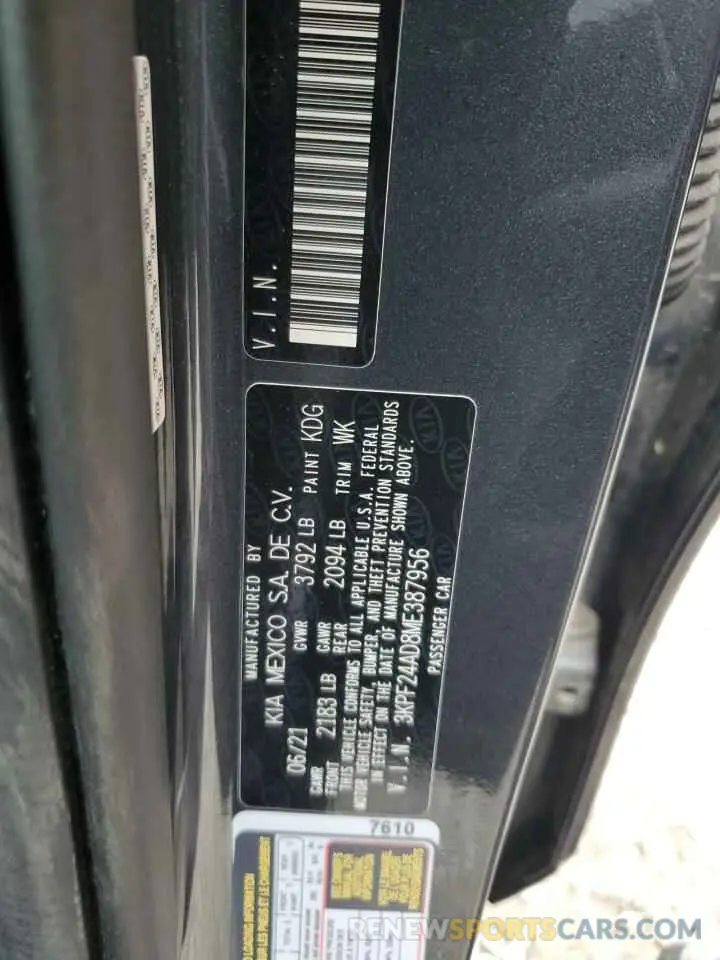 V.I.N.
MANUFACTURED BY
KIA MEXICO S.A. DE C.V.
06/21 GVWR 3792 LB PAINT KDG
GAWR FRONT 2183 LB GAWR REAR 2094 LB TRIM WK
THIS VEHICLE CONFORMS TO ALL APPLICABLE U.S.A. FEDERAL
MOTOR VEHICLE SAFETY, BUMPER, AND THEFT PREVENTION STANDARDS
IN EFFECT ON THE DATE OF MANUFACTURE SHOWN ABOVE.
V.I.N. 3KPF24AD8ME387956
PASSENGER CAR
7610
RENEWSPORTSCARS.COM